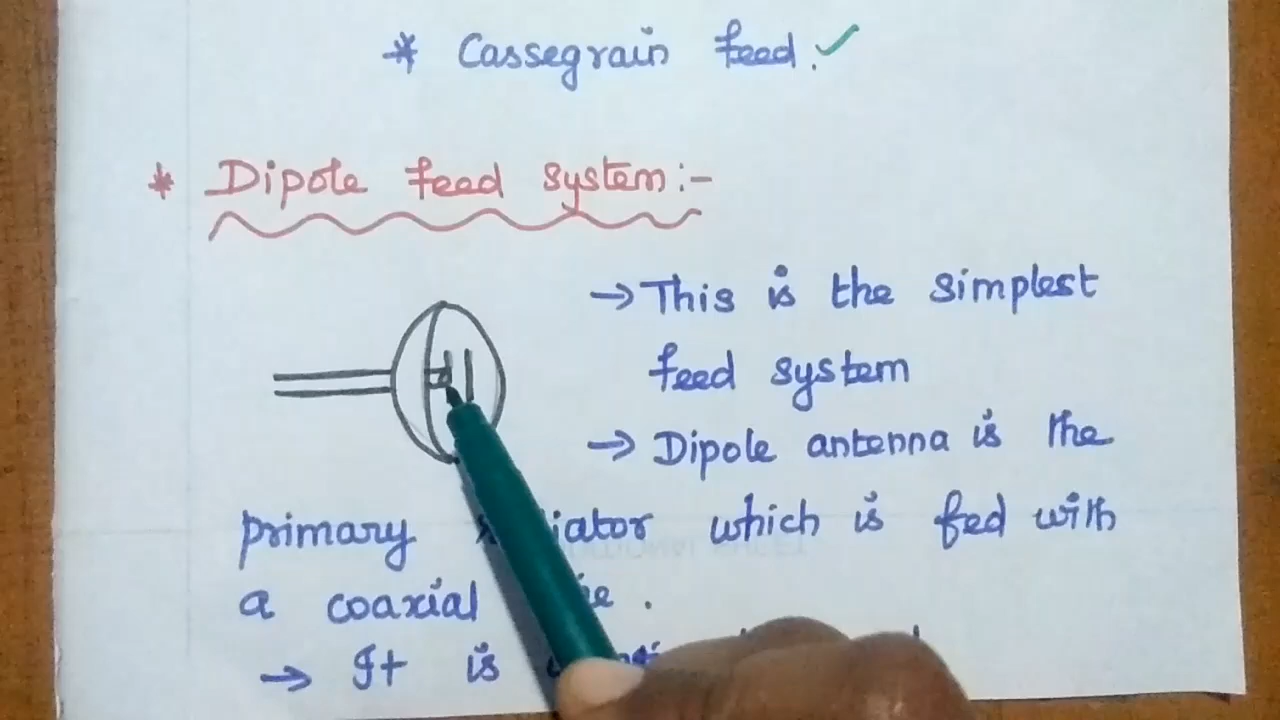 * Cassegrain feed.✓
* Dipole feed system:-
→ This is the simplest
feed system
→ Dipole antenna is the
primary which is fed with
a coaxial .
→ It is